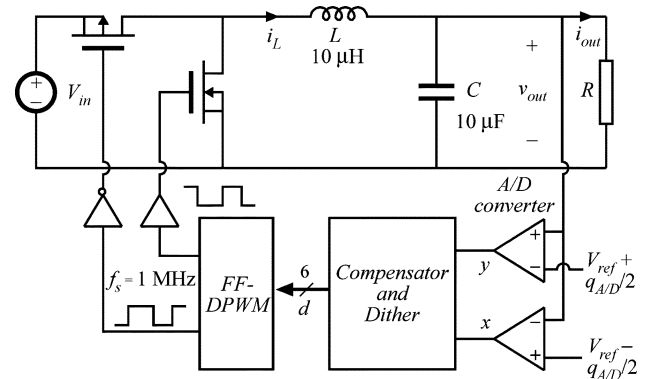 i_L
L
10 μH
i_out
+
−
V_in
+
C
10 μF
v_out
R
−
A/D
converter
f_s = 1 MHz
FF-
DPWM
6
d
Compensator
and
Dither
y
+
−
V_ref +
q_A/D/2
x
−
+
V_ref −
q_A/D/2